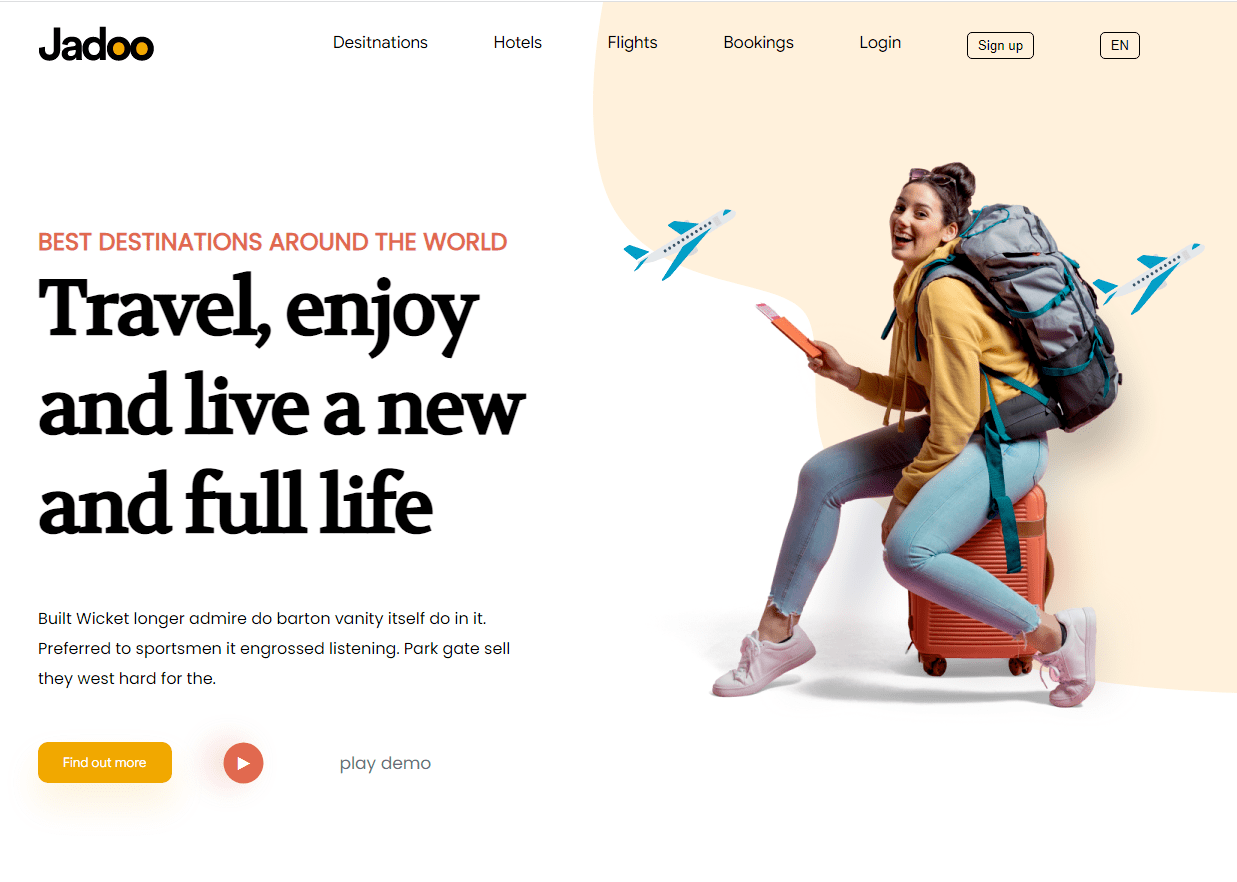 Jadoo
Desitnations Hotels Flights Bookings Login Sign up EN
BEST DESTINATIONS AROUND THE WORLD
Travel, enjoy
and live a new
and full life
Built Wicket longer admire do barton vanity itself do in it.
Preferred to sportsmen it engrossed listening. Park gate sell
they west hard for the.
Find out more
play demo